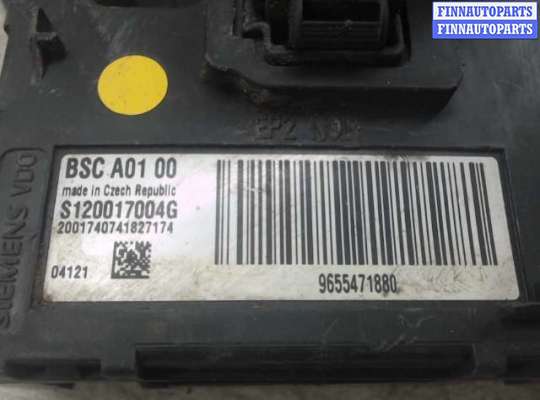 FINNAUTOPARTS
FINNAUTOPARTS
BSC A01 00
made in Czech Republic
S120017004G
2001740741827174
04121
9655471880
SIEMENS VDO